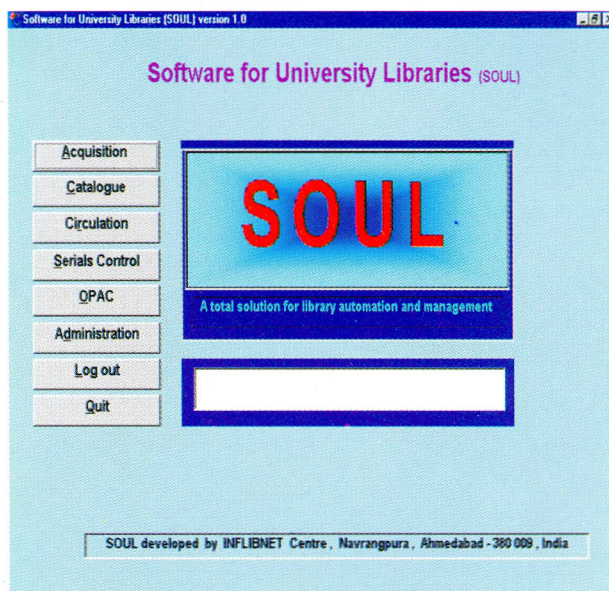 Software for University Libraries (SOUL) version 1.0
Software for University Libraries (SOUL)
Acquisition
Catalogue
Circulation
Serials Control
OPAC
Administration
Log out
Quit
SOUL
A total solution for library automation and management
SOUL developed by INFLIBNET Centre, Navrangpura, Ahmedabad - 380 009, India